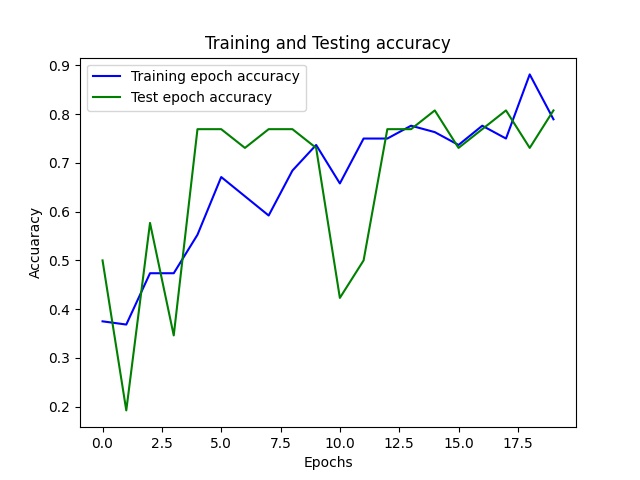 Training and Testing accuracy
Training epoch accuracy
Test epoch accuracy
0.9
0.8
0.7
0.6
0.5
0.4
0.3
0.2
Accuaracy
0.0 2.5 5.0 7.5 10.0 12.5 15.0 17.5
Epochs